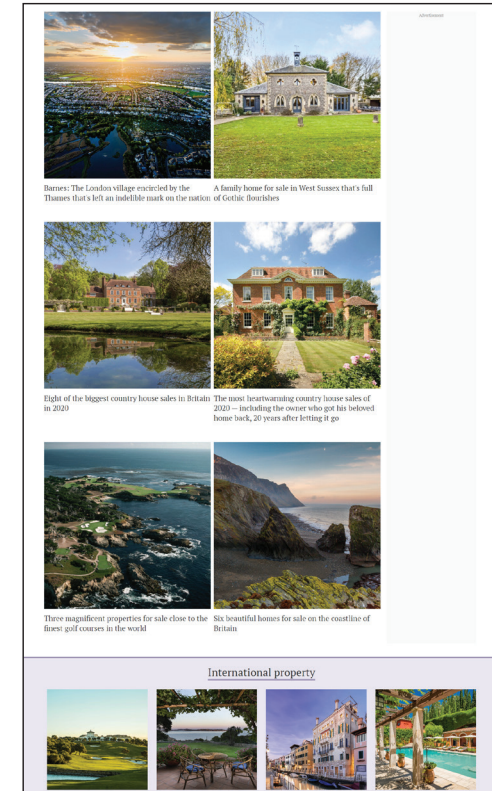 advertisement
Barnes: The London village encircled by the
Thames that's left an indelible mark on the nation
A family home for sale in West Sussex that's full
of Gothic flourishes
Eight of the biggest country house sales in Britain
in 2020
The most heartwarming country house sales of
2020 — including the owner who got his beloved
home back, 20 years after letting it go
Three magnificent properties for sale close to the
finest golf courses in the world
Six beautiful homes for sale on the coastline of
Britain
International property